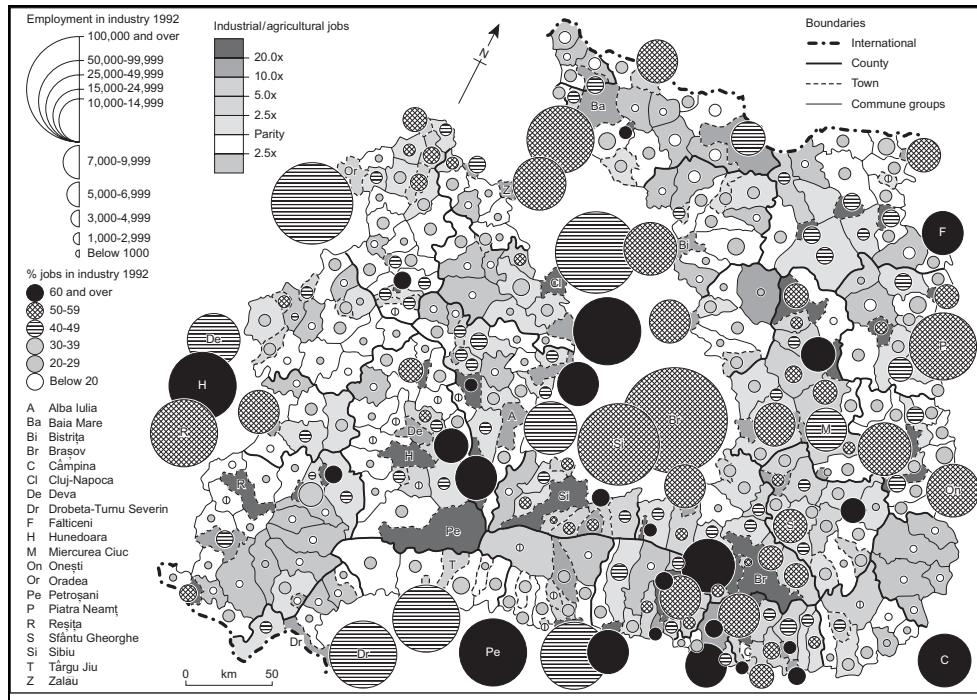 Employment in industry 1992
100,000 and over
50,000-99,999
25,000-49,999
15,000-24,999
10,000-14,999
7,000-9,999
5,000-6,999
3,000-4,999
1,000-2,999
Below 1000
% jobs in industry 1992
60 and over
50-59
40-49
30-39
20-29
Below 20
A Alba Iulia
Ba Baia Mare
Bi Bistrița
Br Brașov
C Câmpina
Cl Cluj-Napoca
De Deva
Dr Drobeta-Turnu Severin
F Falticeni
H Hunedoara
M Miercurea Ciuc
On Onești
Or Oradea
Pe Petroșani
P Piatra Neamț
R Reșița
S Sfântu Gheorghe
Si Sibiu
T Târgu Jiu
Z Zalau
Industrial/agricultural jobs
20.0x
10.0x
5.0x
2.5x
Parity
2.5x
N
Boundaries
International
County
Town
Commune groups
Ba
Or
Z
Bi
F
Cl
De
H
P
A
De
M
H
Si
R
Si
On
Pe
S
T
Br
Dr
Dr
Pe
C
C
0 km 50